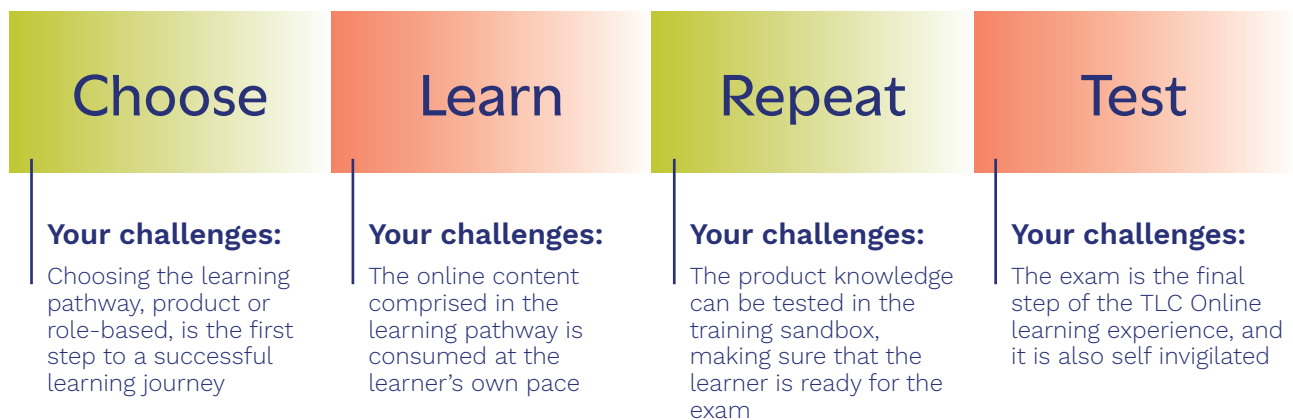 Choose
Your challenges:
Choosing the learning
pathway, product or
role-based, is the first
step to a successful
learning journey
Learn
Your challenges:
The online content
comprised in the
learning pathway is
consumed at the
learner's own pace
Repeat
Your challenges:
The product knowledge
can be tested in the
training sandbox,
making sure that the
learner is ready for the
exam
Test
Your challenges:
The exam is the final
step of the TLC Online
learning experience, and
it is also self invigilated